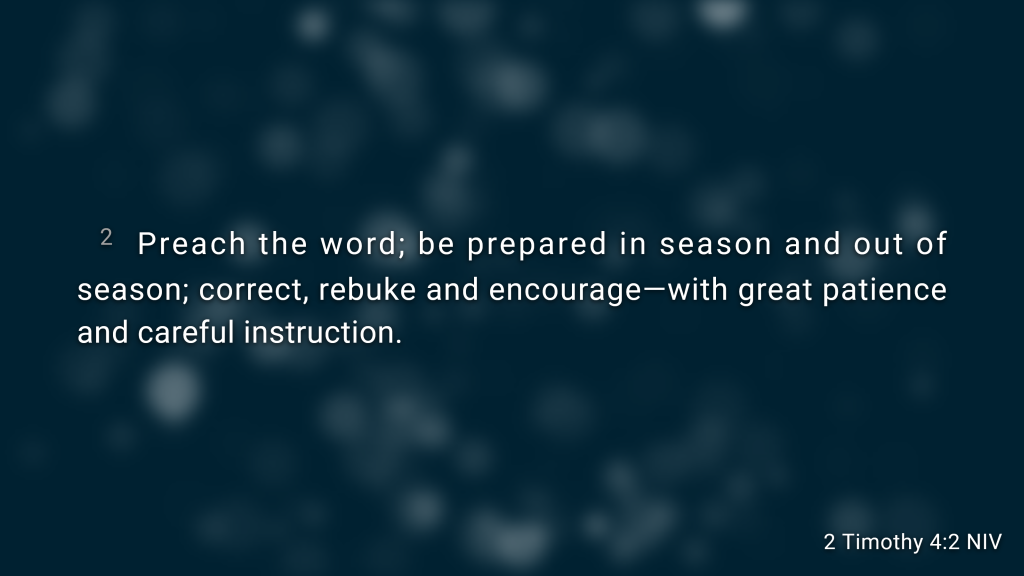 2 Preach the word; be prepared in season and out of
season; correct, rebuke and encourage—with great patience
and careful instruction.
2 Timothy 4:2 NIV